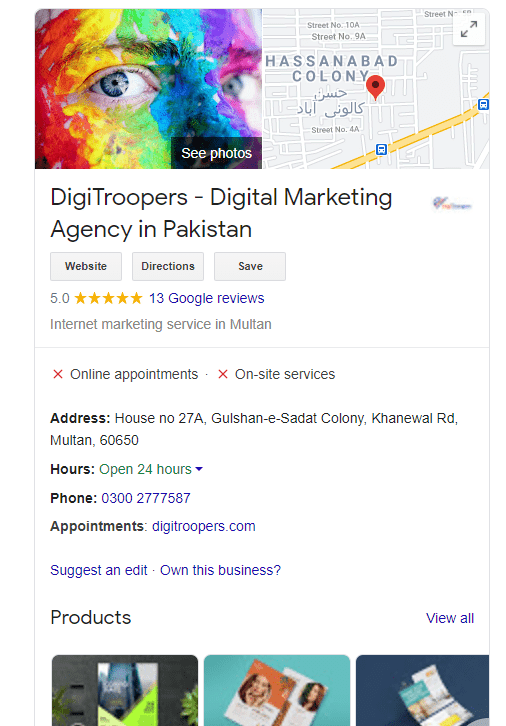 Street No. 10A
Street N
Street No. 9A
HASSANABAD
COLONY
حسن
کالونی آباد
Street No. 4A
See photos
DigiTroopers - Digital Marketing
Agency in Pakistan
Website
Directions
Save
5.0 13 Google reviews
Internet marketing service in Multan
Online appointments · On-site services
Address: House no 27A, Gulshan-e-Sadat Colony, Khanewal Rd,
Multan, 60650
Hours: Open 24 hours
Phone: 0300 2777587
Appointments: digitroopers.com
Suggest an edit · Own this business?
Products
View all